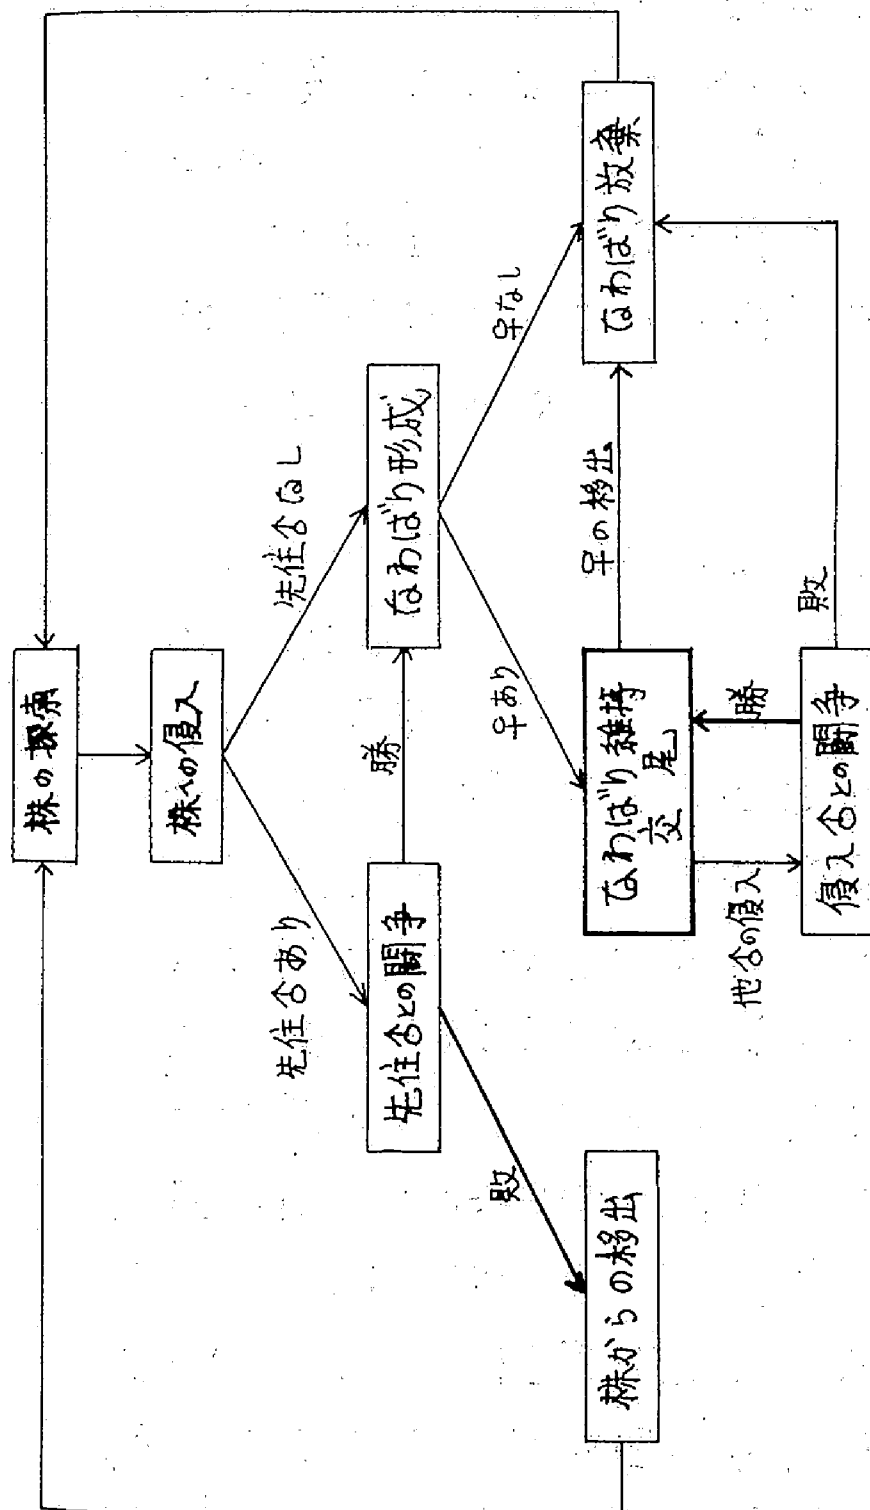 株の探索
株への侵入
先住♂あり
先住♂なし
先住♂との闘争
勝
なわばり形成
敗
♀あり
♀なし
株からの移出
なわばり維持
交尾
♀の移出
なわばり放棄
他♂の侵入
勝
敗
侵入♂との闘争